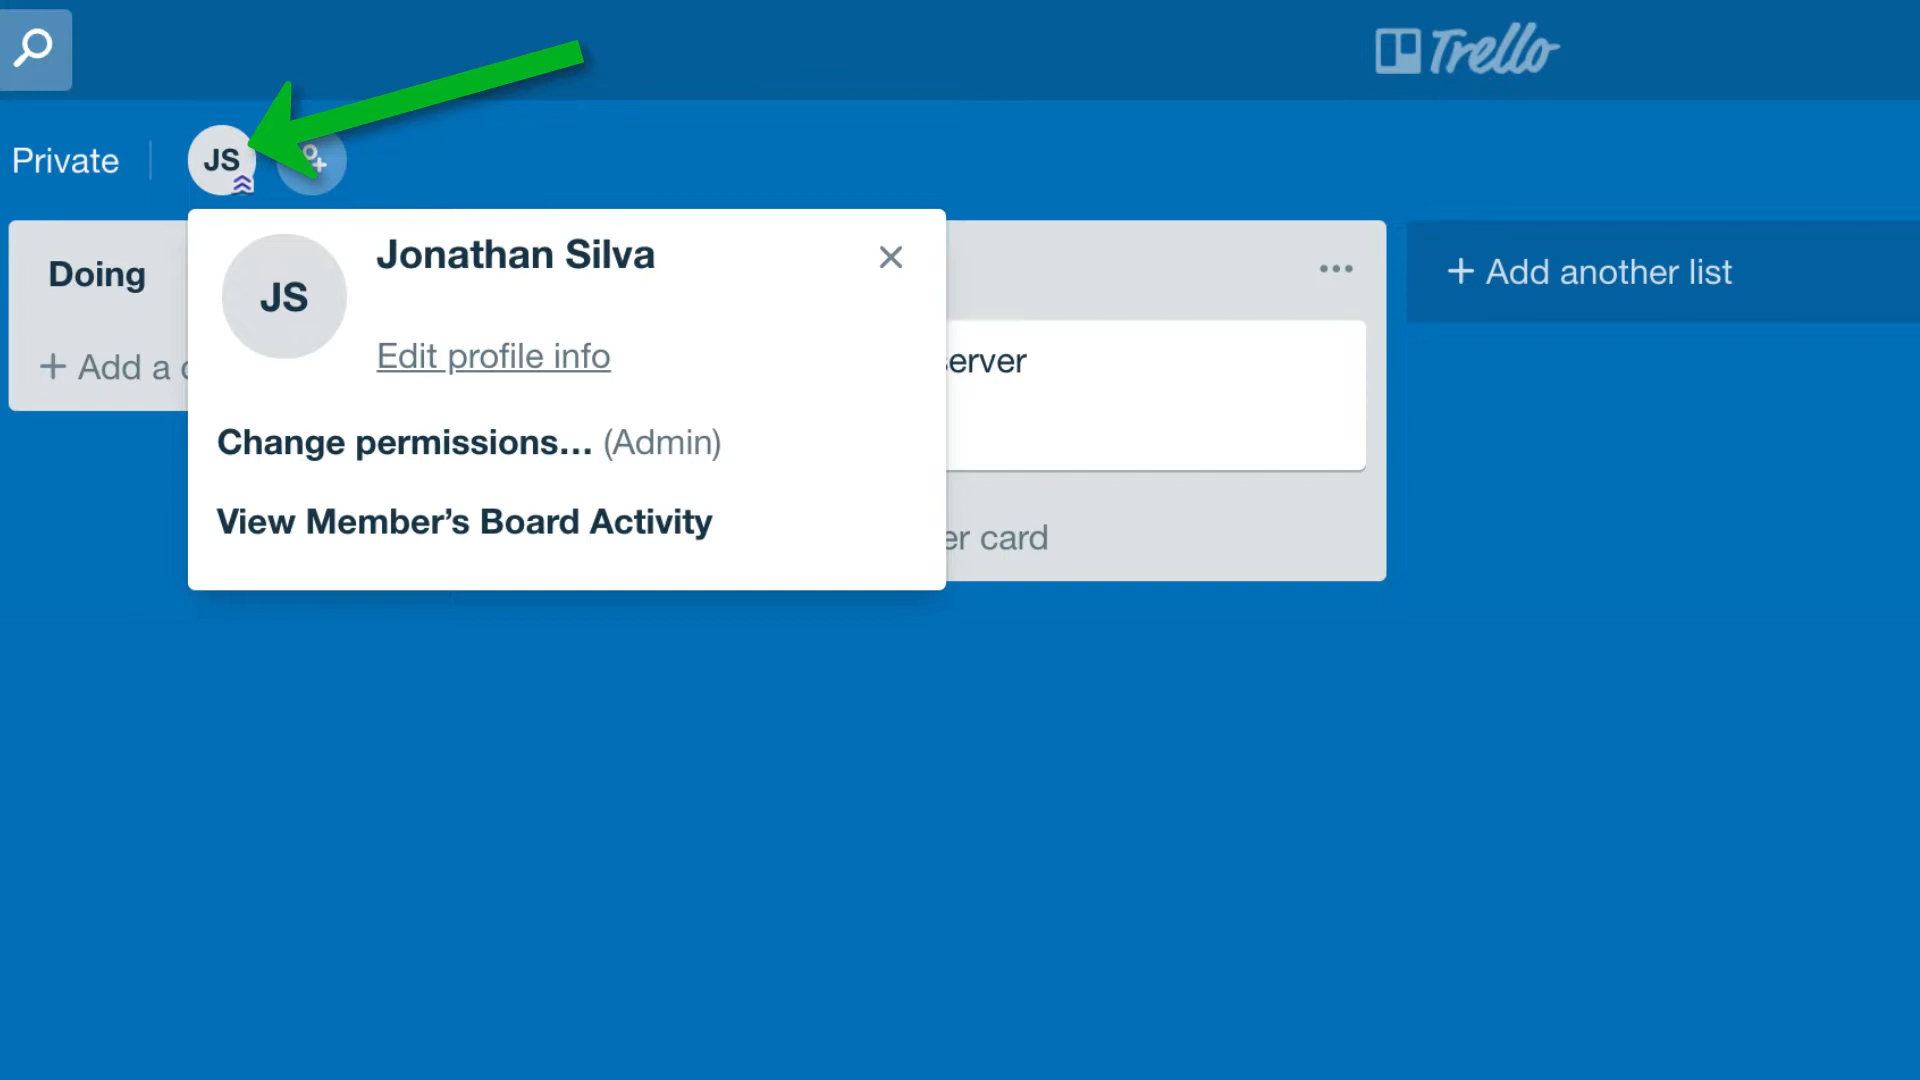 Trello
Private
JS
Doing
+ Add a
JS
Jonathan Silva
Edit profile info
Change permissions... (Admin)
View Member's Board Activity
server
er card
+ Add another list